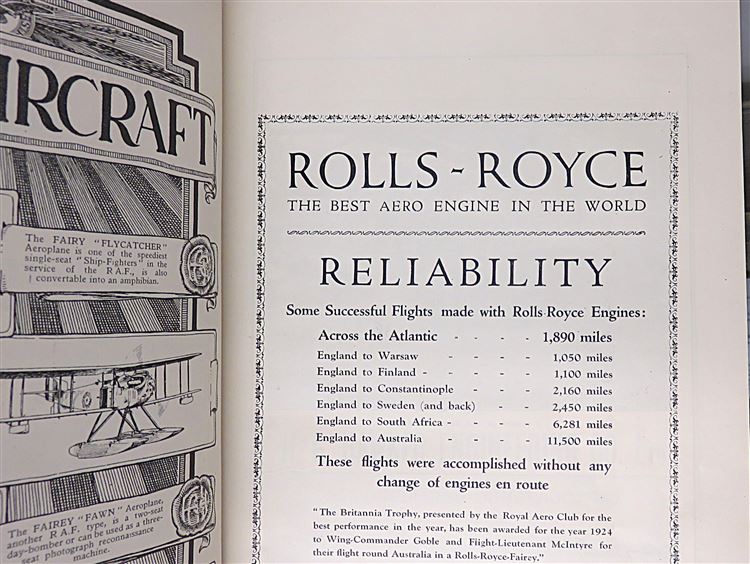 IRCRAFT
The FAIRY "FLYCATCHER"
Aeroplane is one of the speediest
single-seat "Ship-Fighters" in the
service of the R.A.F., is also
convertable into an amphibian.
The FAIREY "FAWN" Aeroplane,
another R.A.F. type, is a two-seat
day-bomber or can be used as a three-
seat photograph reconnaissance
machine.
ROLLS-ROYCE
THE BEST AERO ENGINE IN THE WORLD
RELIABILITY
Some Successful Flights made with Rolls-Royce Engines:
Across the Atlantic - - - - 1,890 miles
England to Warsaw - - - - 1,050 miles
England to Finland - - - - 1,100 miles
England to Constantinople - - - 2,160 miles
England to Sweden (and back) - - 2,450 miles
England to South Africa - - - - 6,281 miles
England to Australia - - - - 11,500 miles
These flights were accomplished without any
change of engines en route
"The Britannia Trophy, presented by the Royal Aero Club for the
best performance in the year, has been awarded for the year 1924
to Wing-Commander Goble and Flight-Lieutenant McIntyre for
their flight round Australia in a Rolls-Royce-Fairey."